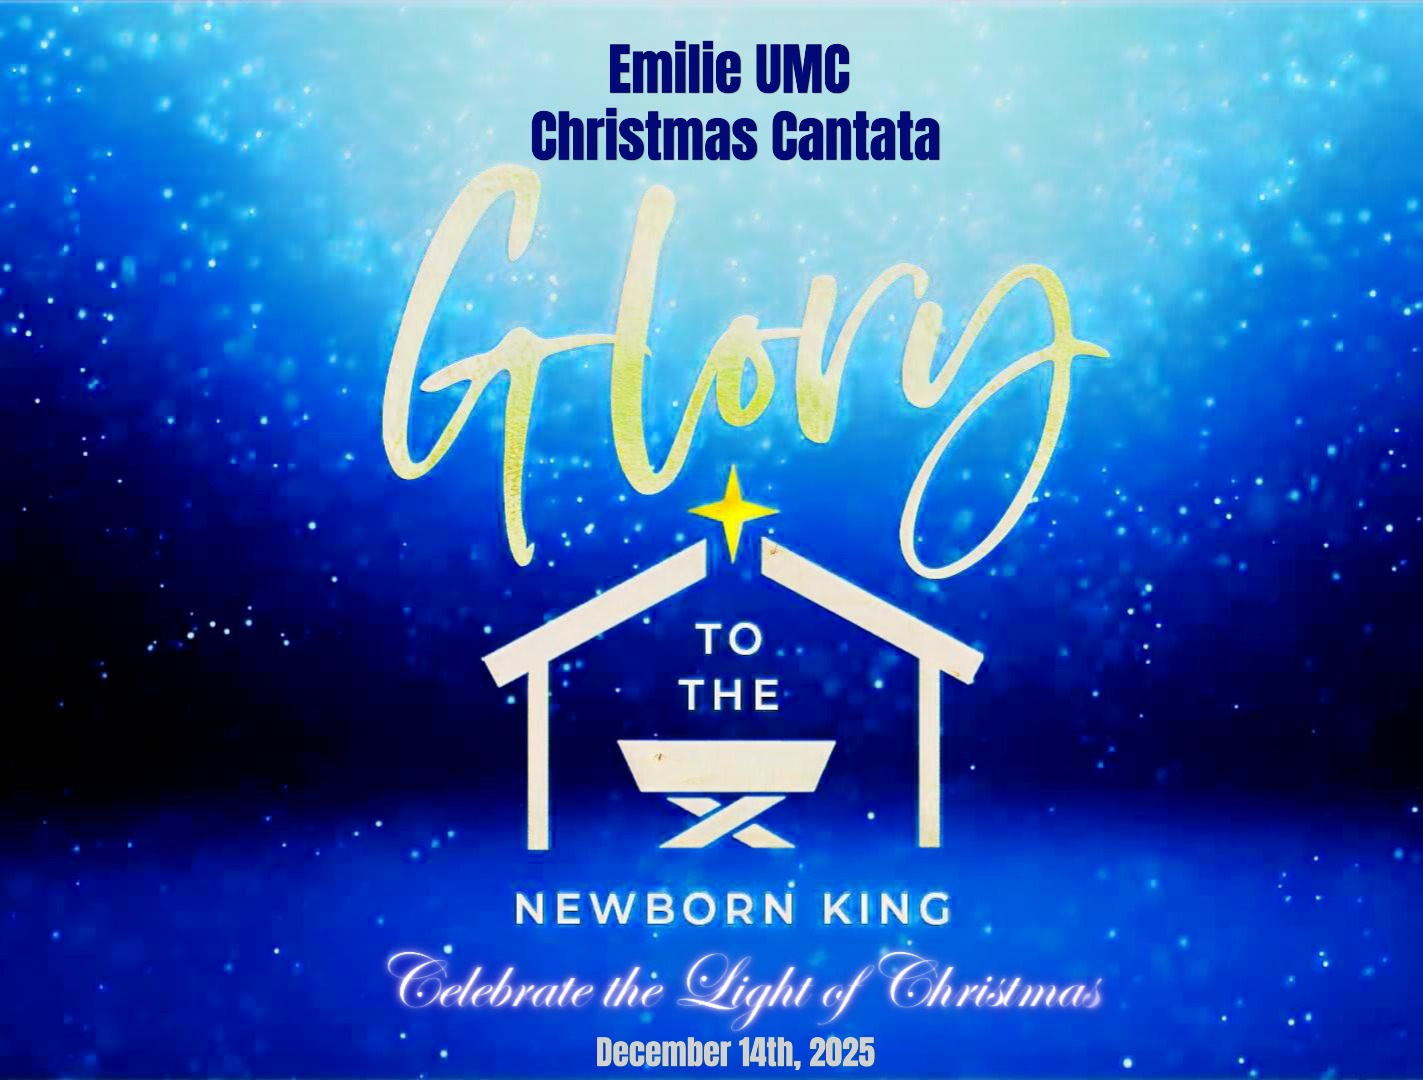 Emilie UMC
Christmas Cantata
Glory
TO
THE
NEWBORN KING
Celebrate the Light of Christmas
December 14th, 2025